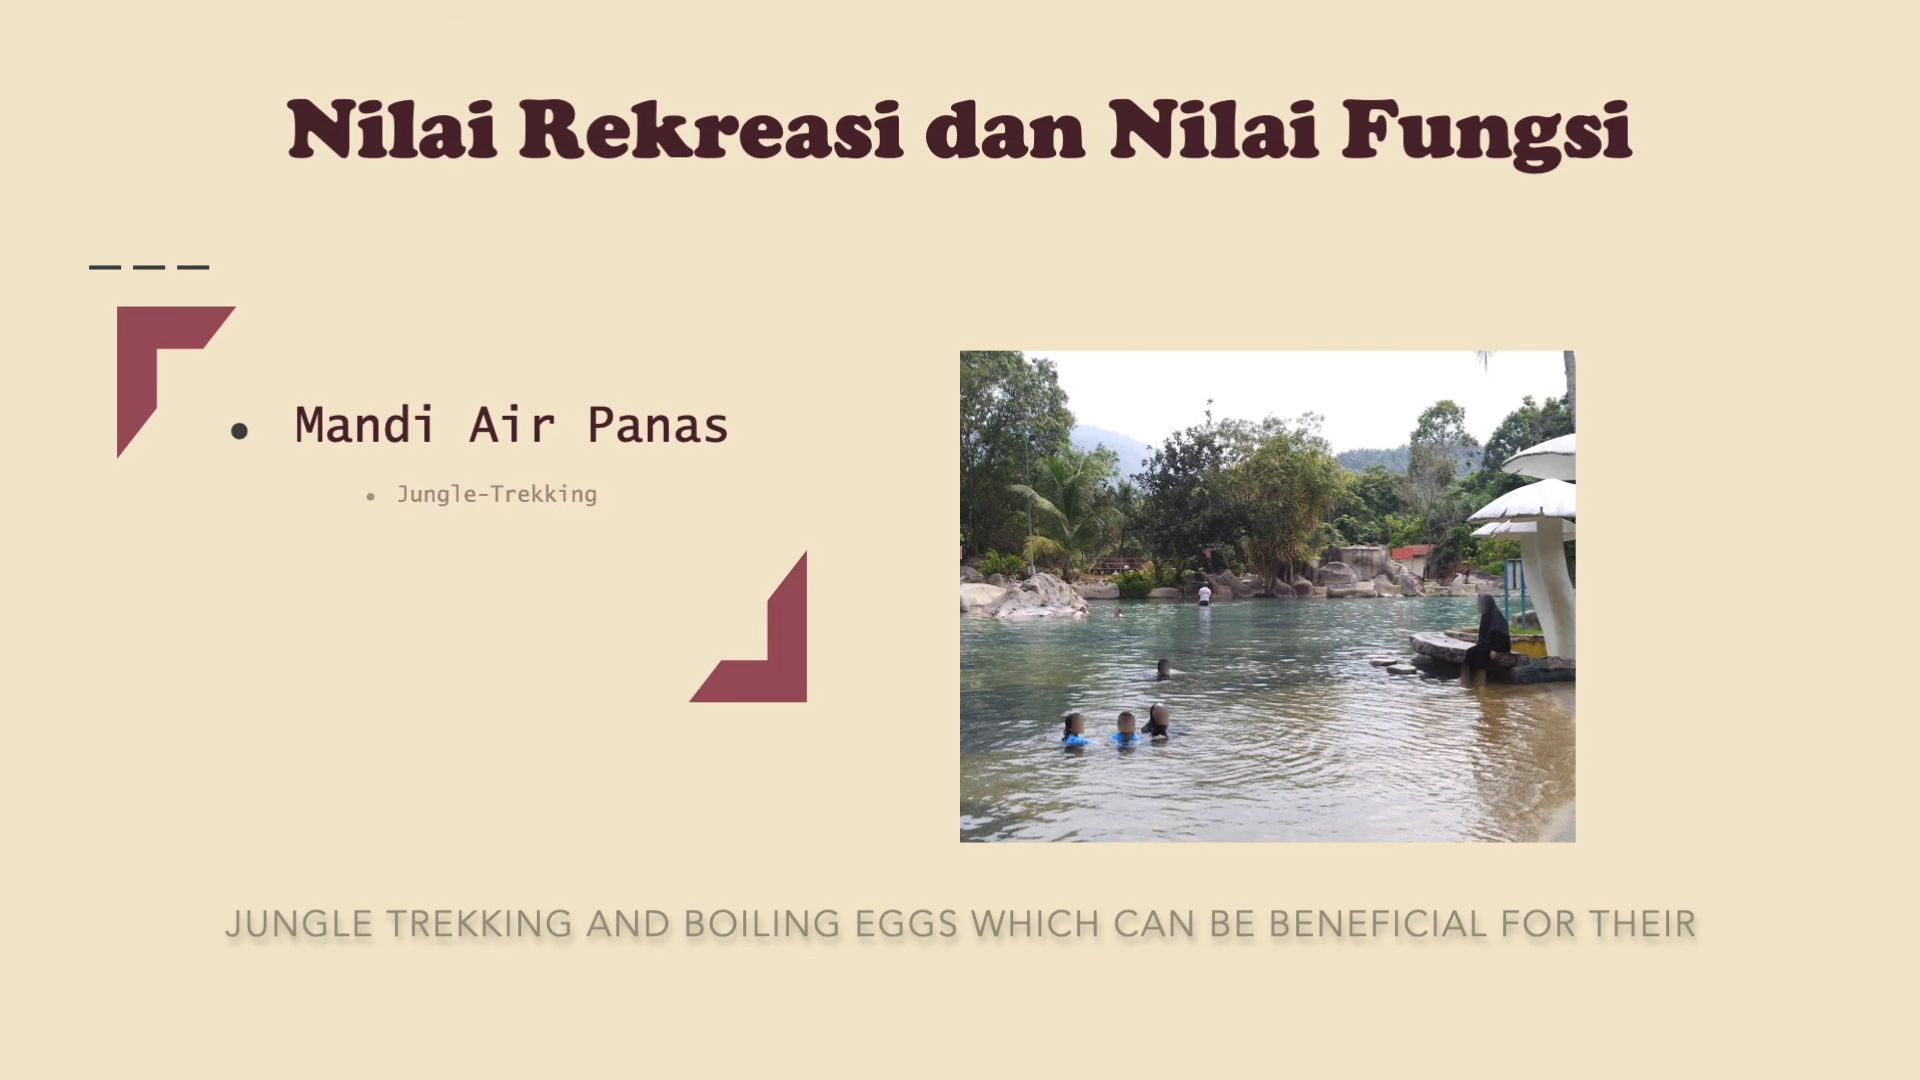 Nilai Rekreasi dan Nilai Fungsi
Mandi Air Panas
Jungle-Trekking
JUNGLE TREKKING AND BOILING EGGS WHICH CAN BE BENEFICIAL FOR THEIR